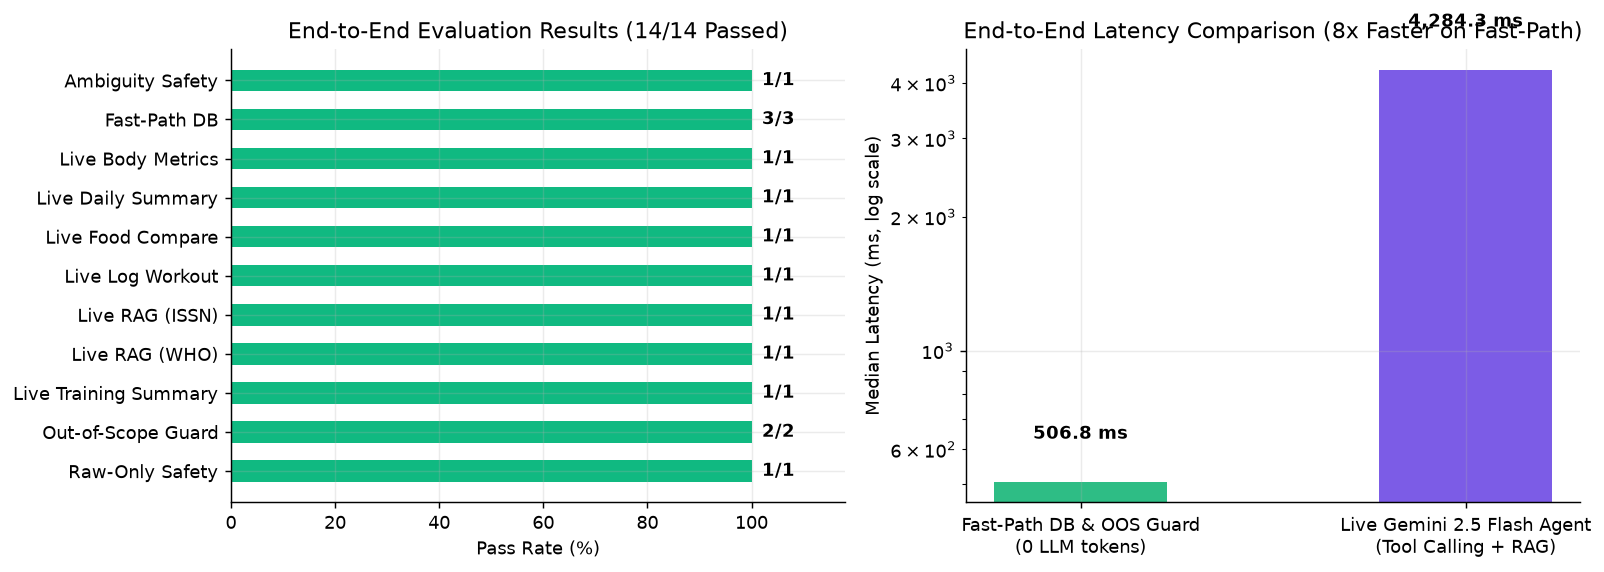 End-to-End Evaluation Results (14/14 Passed)
Ambiguity Safety 1/1
Fast-Path DB 3/3
Live Body Metrics 1/1
Live Daily Summary 1/1
Live Food Compare 1/1
Live Log Workout 1/1
Live RAG (ISSN) 1/1
Live RAG (WHO) 1/1
Live Training Summary 1/1
Out-of-Scope Guard 2/2
Raw-Only Safety 1/1
0 20 40 60 80 100
Pass Rate (%)
4,284.3 ms
End-to-End Latency Comparison (8x Faster on Fast-Path)
Median Latency (ms, log scale)
4 × 10³
3 × 10³
2 × 10³
10³
6 × 10²
506.8 ms
Fast-Path DB & OOS Guard
(0 LLM tokens)
Live Gemini 2.5 Flash Agent
(Tool Calling + RAG)